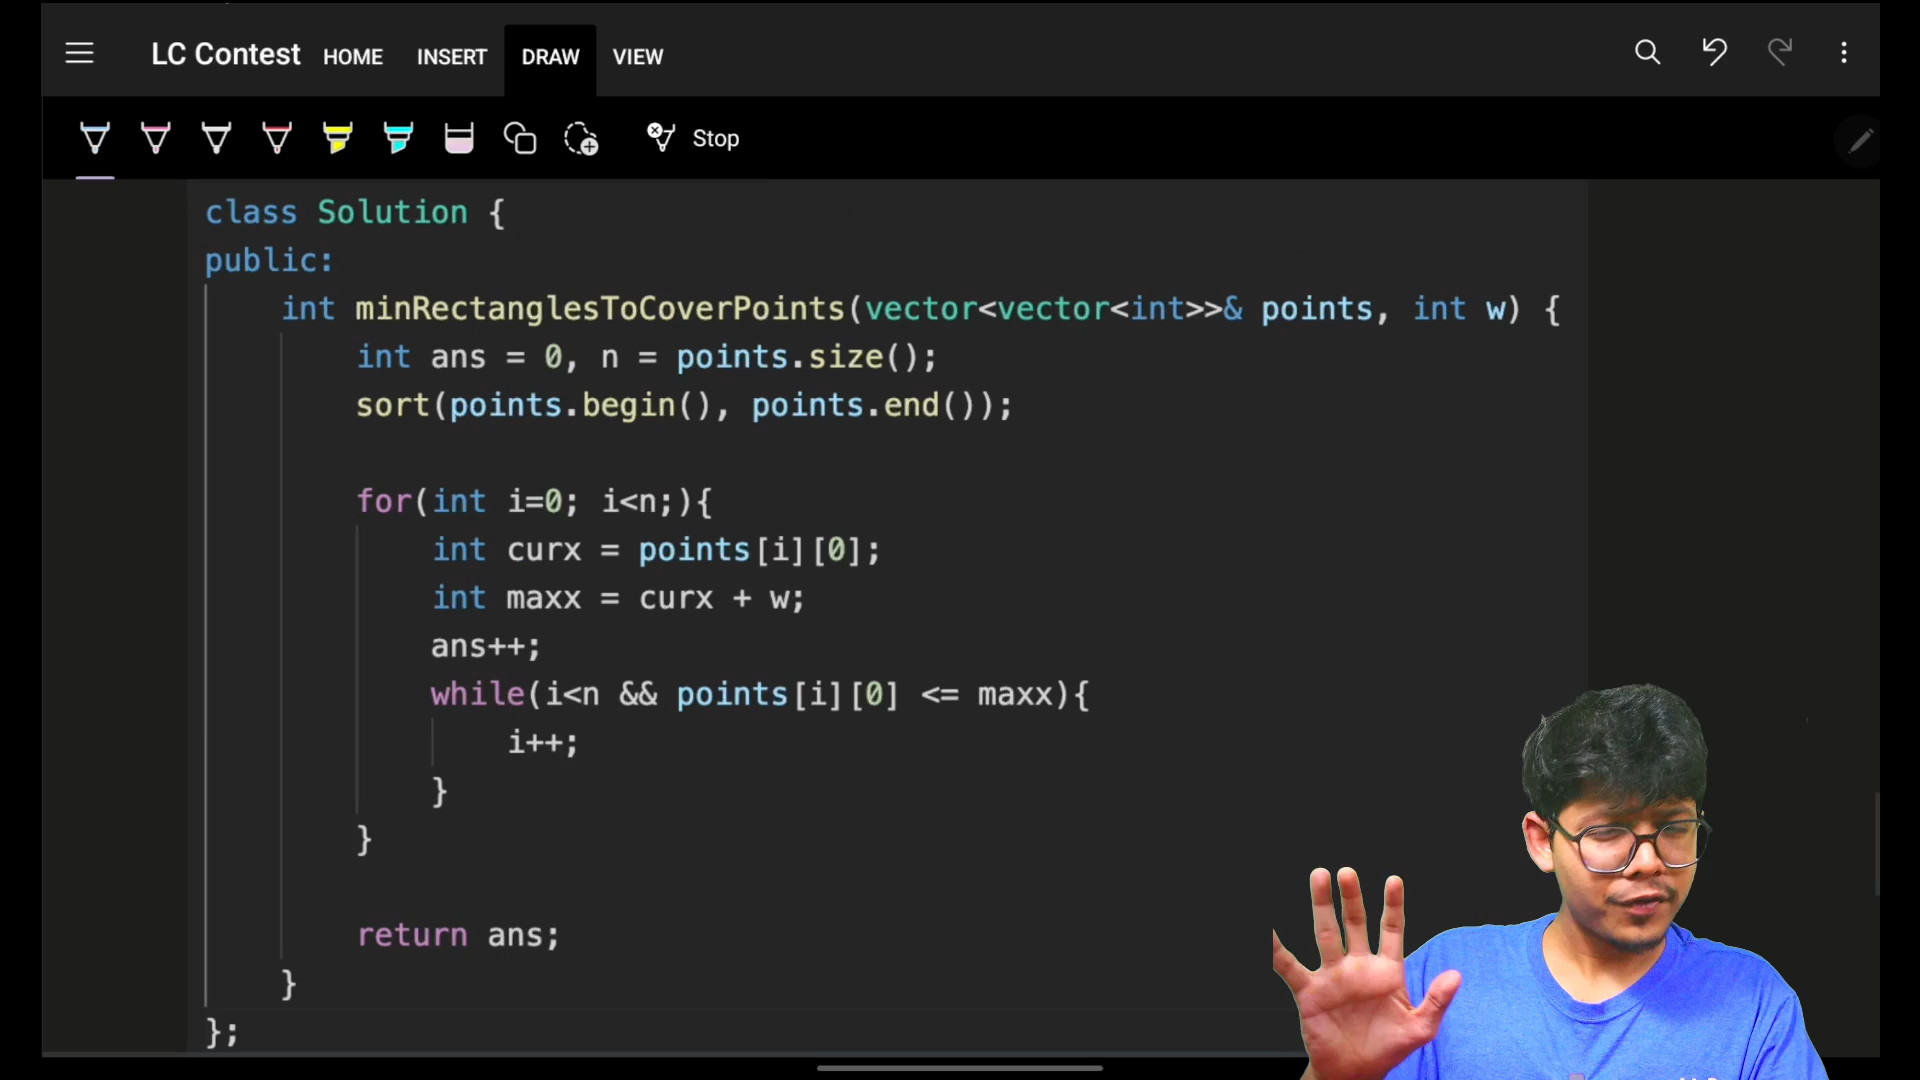 LC Contest HOME INSERT DRAW VIEW
Stop
class Solution {
public:
int minRectanglesToCoverPoints(vector<vector<int>>& points, int w) {
int ans = 0, n = points.size();
sort(points.begin(), points.end());
for(int i=0; i<n;){
int curx = points[i][0];
int maxx = curx + w;
ans++;
while(i<n && points[i][0] <= maxx){
i++;
}
}
return ans;
}
};